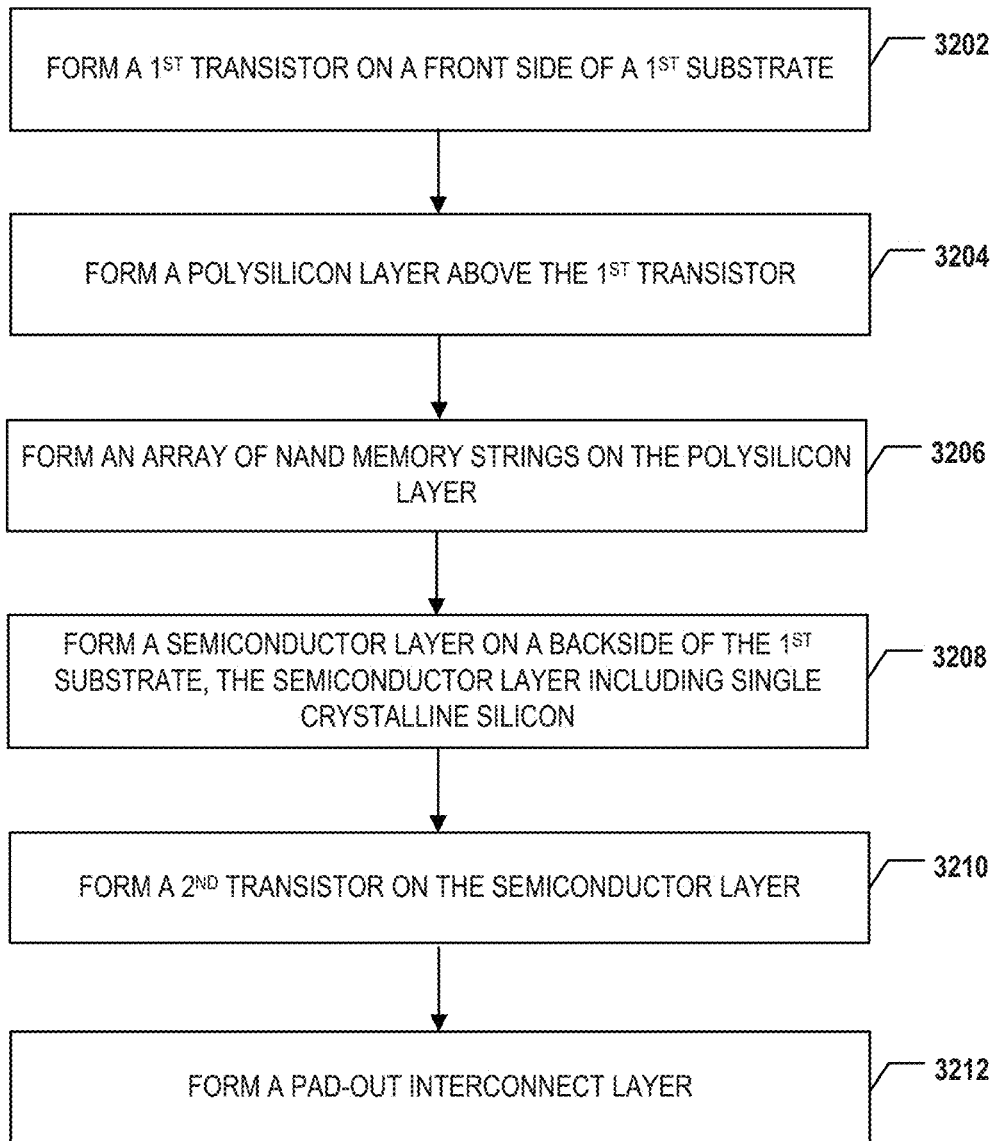 FORM A 1ST TRANSISTOR ON A FRONT SIDE OF A 1ST SUBSTRATE
3202
FORM A POLYSILICON LAYER ABOVE THE 1ST TRANSISTOR
3204
FORM AN ARRAY OF NAND MEMORY STRINGS ON THE POLYSILICON
LAYER
3206
FORM A SEMICONDUCTOR LAYER ON A BACKSIDE OF THE 1ST
SUBSTRATE, THE SEMICONDUCTOR LAYER INCLUDING SINGLE
CRYSTALLINE SILICON
3208
FORM A 2ND TRANSISTOR ON THE SEMICONDUCTOR LAYER
3210
FORM A PAD-OUT INTERCONNECT LAYER
3212